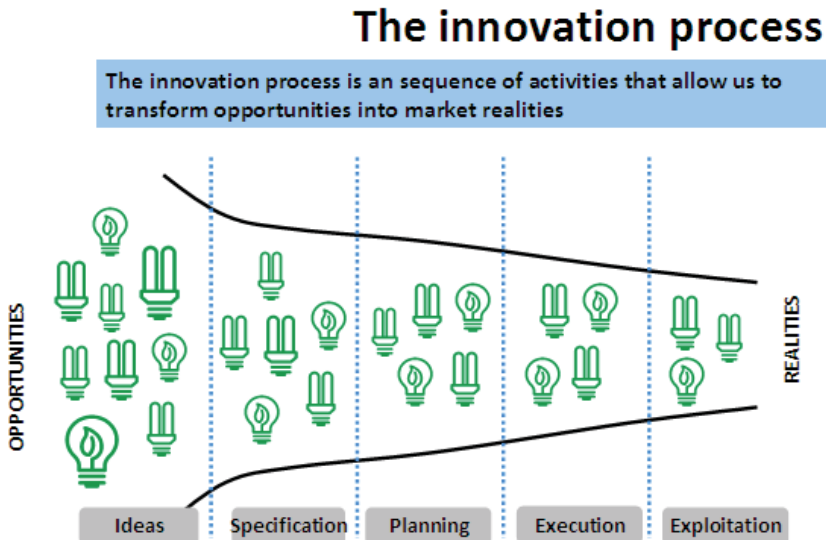 The innovation process
The innovation process is an sequence of activities that allow us to
transform opportunities into market realities
OPPORTUNITIES
REALITIES
Ideas
Specification
Planning
Execution
Exploitation